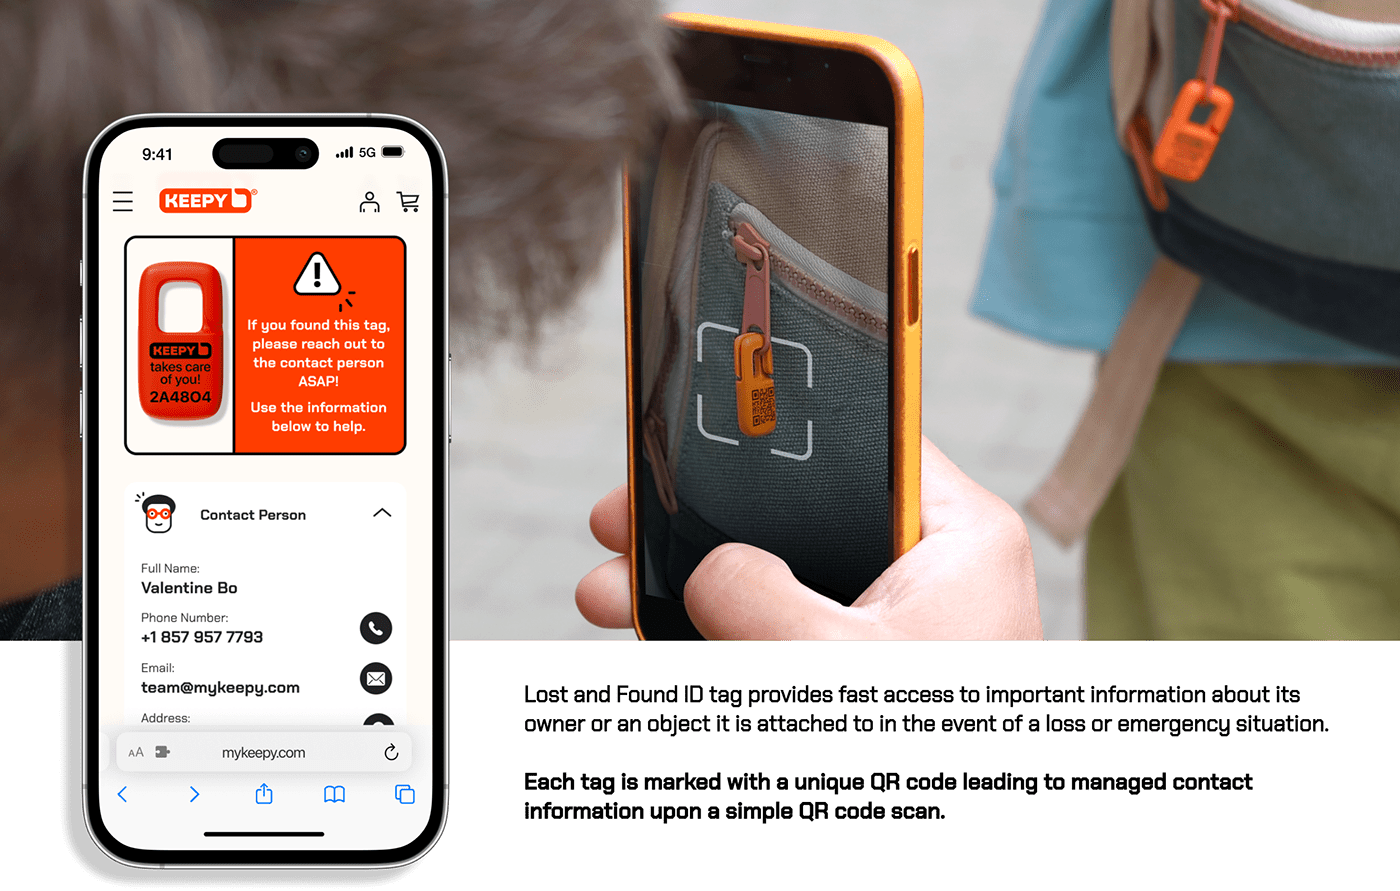 9:41
5G
KEEPY®
If you found this tag,
please reach out to
the contact person
ASAP!
Use the information
below to help.
KEEPY
takes care
of you!
2A48O4
Contact Person
Full Name:
Valentine Bo
Phone Number:
+1 857 957 7793
Email:
team@mykeepy.com
Address:
AA
mykeepy.com
Lost and Found ID tag provides fast access to important information about its
owner or an object it is attached to in the event of a loss or emergency situation.
Each tag is marked with a unique QR code leading to managed contact
information upon a simple QR code scan.